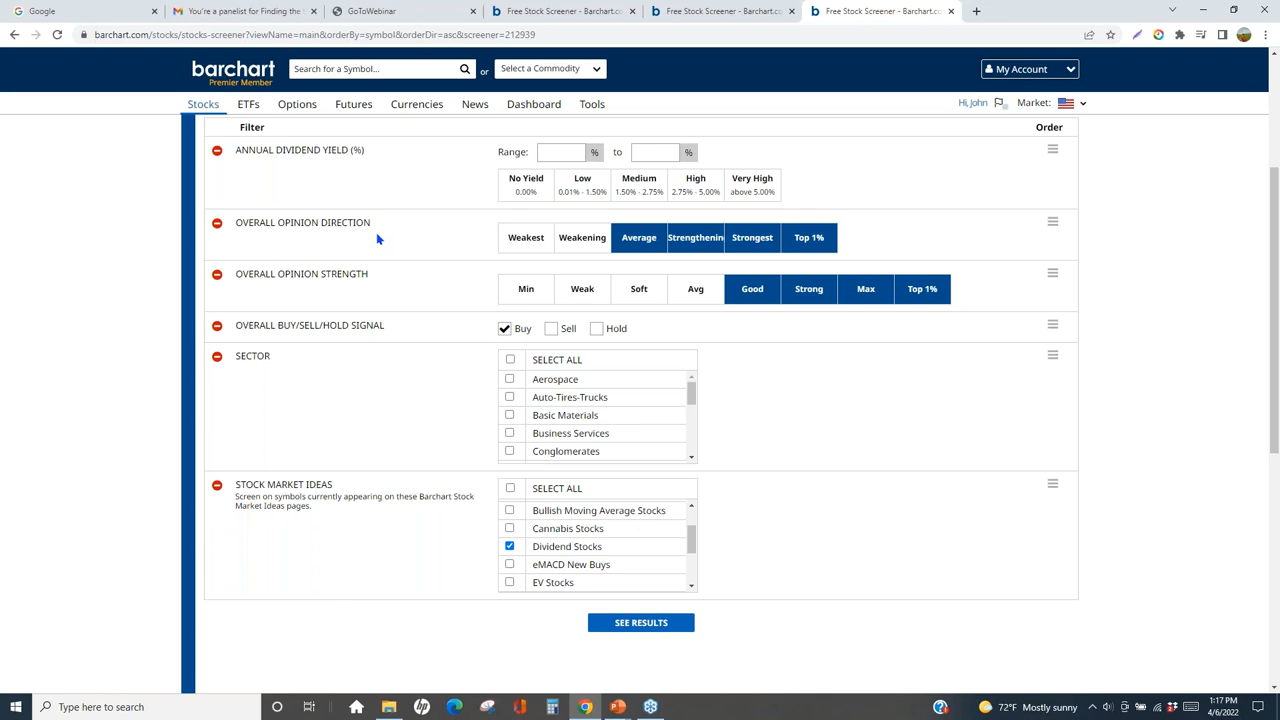 Google
You're a panelist for Finding the
GoToWebinar
Free Stock Screener - Barchart.co
Free Stock Screener - Barchart.co
Free Stock Screener - Barchart.co
barchart.com/stocks/stocks-screener?viewName=main&orderBy=symbol&orderDir=asc&screener=212939
barchart
Premier Member
Search for a Symbol...
or
Select a Commodity
My Account
Stocks ETFs Options Futures Currencies News Dashboard Tools
Hi, John Market:
Filter Order
ANNUAL DIVIDEND YIELD (%)
Range: % to %
No Yield Low Medium High Very High
0.00% 0.01% - 1.50% 1.50% - 2.75% 2.75% - 5.00% above 5.00%
OVERALL OPINION DIRECTION
Weakest Weakening Average Strengthenin Strongest Top 1%
OVERALL OPINION STRENGTH
Min Weak Soft Avg Good Strong Max Top 1%
OVERALL BUY/SELL/HOLD SIGNAL
Buy Sell Hold
SECTOR
SELECT ALL
Aerospace
Auto-Tires-Trucks
Basic Materials
Business Services
Conglomerates
STOCK MARKET IDEAS
Screen on symbols currently appearing on these Barchart Stock
Market Ideas pages.
SELECT ALL
Bullish Moving Average Stocks
Cannabis Stocks
Dividend Stocks
eMACD New Buys
EV Stocks
SEE RESULTS
Type here to search
72°F Mostly sunny
1:17 PM
4/6/2022